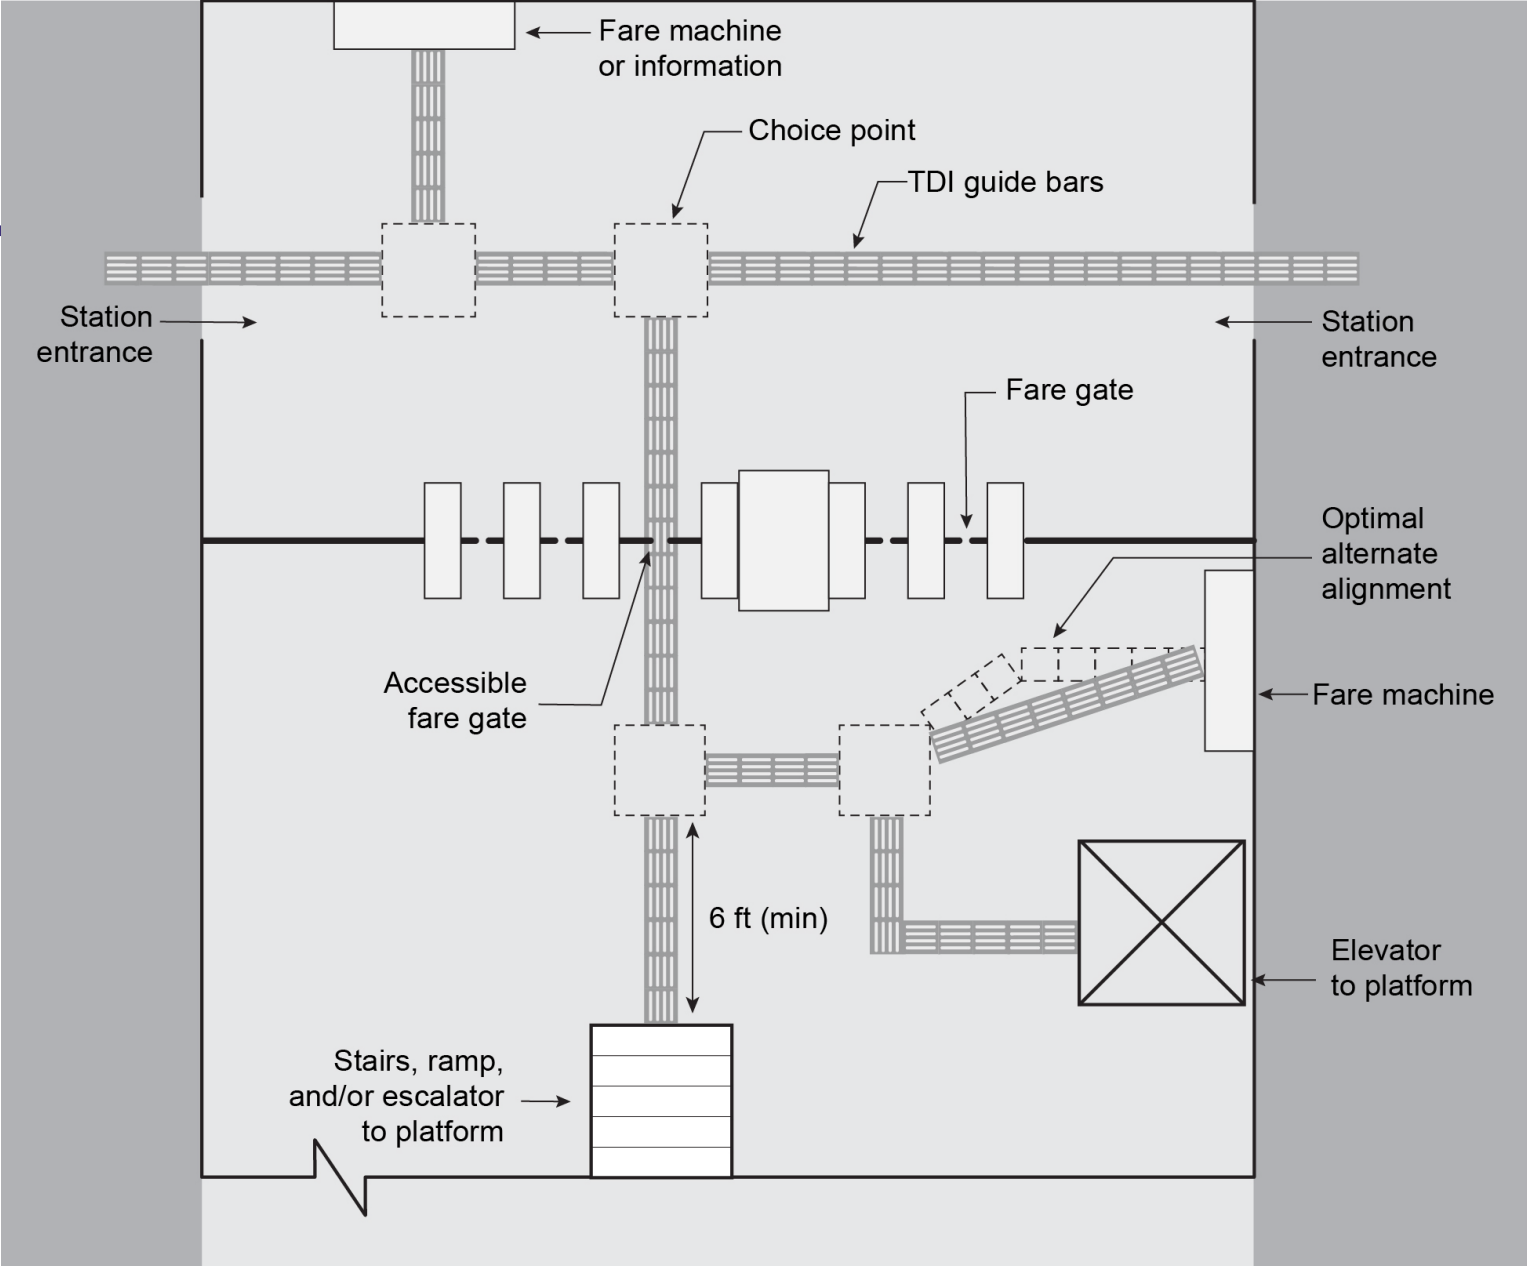 Fare machine
or information
Choice point
TDI guide bars
Station
entrance
Station
entrance
Fare gate
Optimal
alternate
alignment
Accessible
fare gate
Fare machine
6 ft (min)
Elevator
to platform
Stairs, ramp,
and/or escalator
to platform